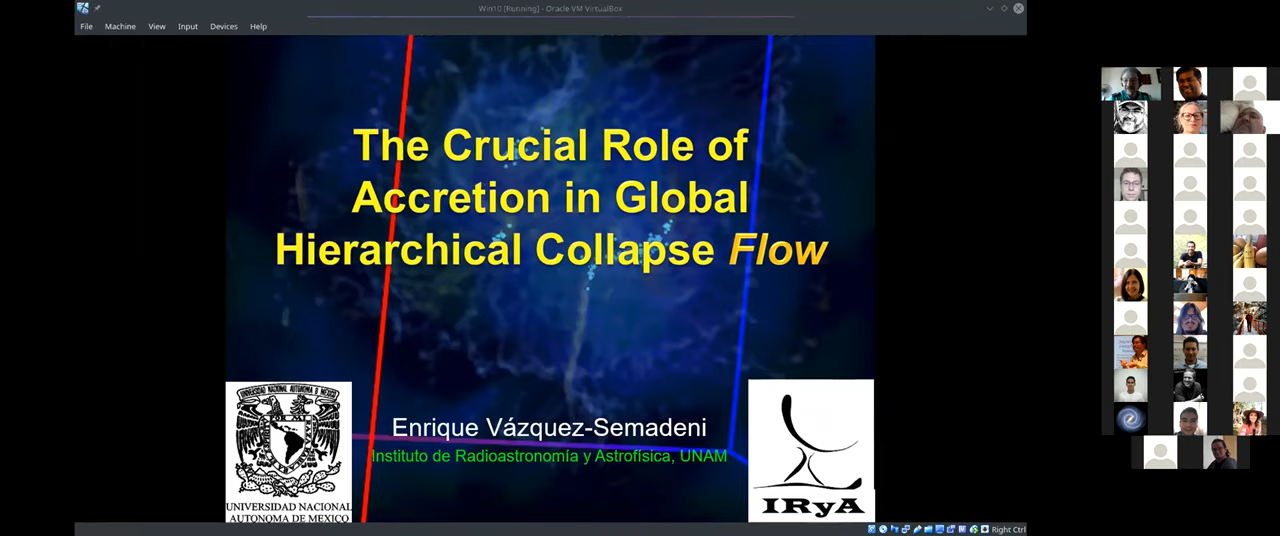 Win10 [Running] - Oracle VM VirtualBox
File Machine View Input Devices Help
The Crucial Role of
Accretion in Global
Hierarchical Collapse Flow
Enrique Vázquez-Semadeni
Instituto de Radioastronomía y Astrofísica, UNAM
UNIVERSIDAD NACIONAL
AUTONOMA DE MEXICO
IRyA
Right Ctrl